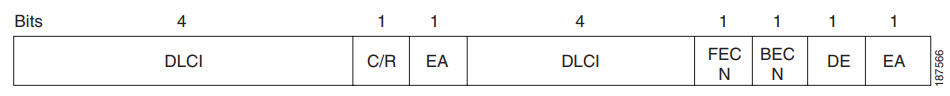 Bits 4 1 1 4 1 1 1 1
DLCI C/R EA DLCI FEC BEC DE EA
N N
187566